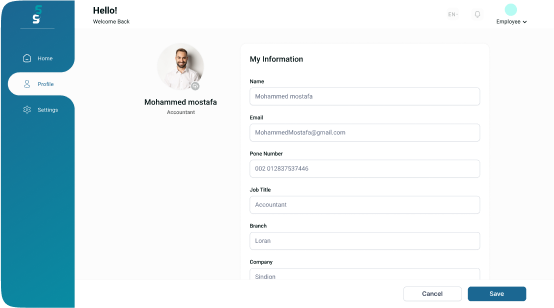 Hello!
Welcome Back
EN
Employee
Home
Profile
Settings
Mohammed mostafa
Accountant
My Information
Name
Mohammed mostafa
Email
MohammedMostafa@gmail.com
Pone Number
002 012837537446
Job Title
Accountant
Branch
Loran
Company
Sindion
Cancel
Save